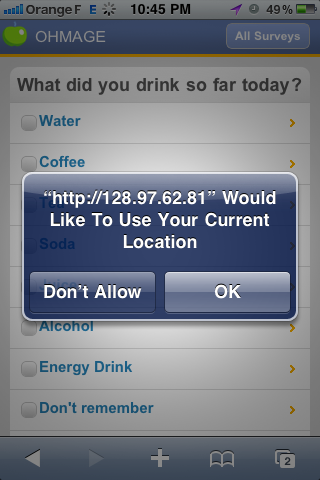 Orange F E 10:45 PM 49%
OHMAGE All Surveys
What did you drink so far today?
Water
Coffee
"http://128.97.62.81" Would
Like To Use Your Current
Location
Soda
Don't Allow OK
Alcohol
Energy Drink
Don't remember
2